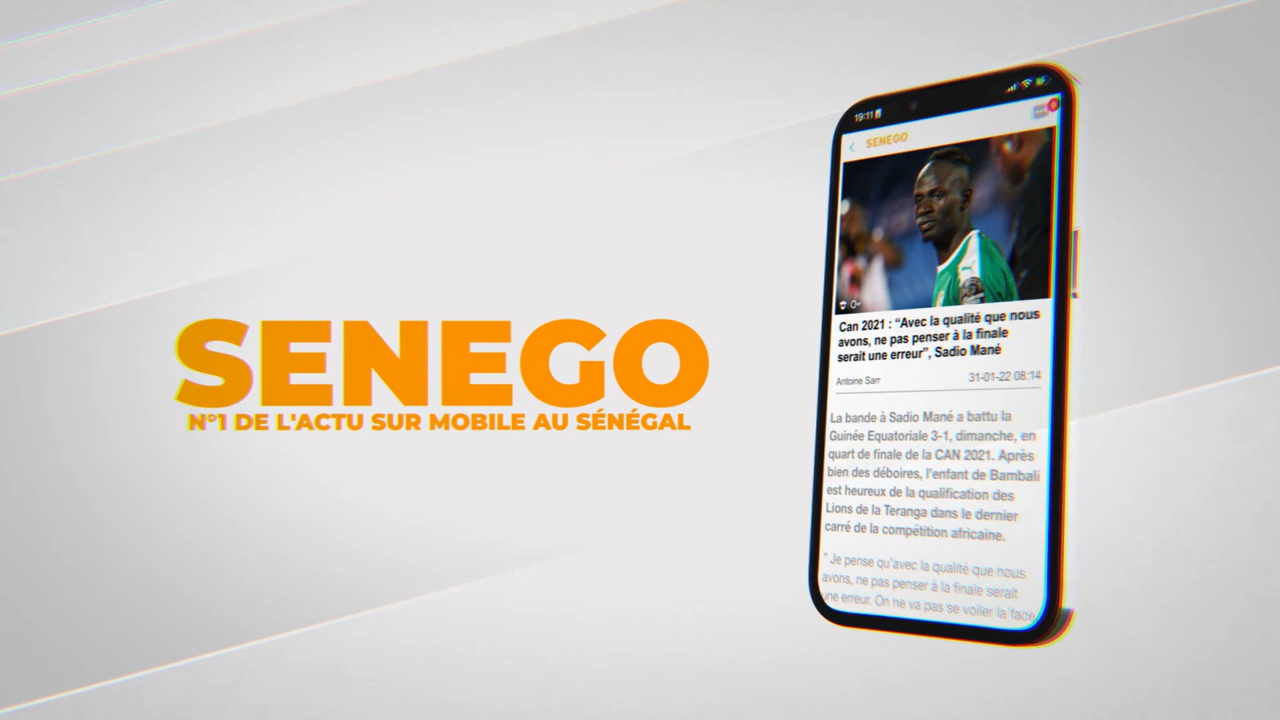 SENEGO
N°1 DE L'ACTU SUR MOBILE AU SÉNÉGAL
19:11
SENEGO
Can 2021 : “Avec la qualité que nous
avons, ne pas penser à la finale
serait une erreur”, Sadio Mané
Antoine Sarr 31-01-22 08:14
La bande à Sadio Mané a battu la
Guinée Equatoriale 3-1, dimanche, en
quart de finale de la CAN 2021. Après
bien des déboires, l'enfant de Bambali
est heureux de la qualification des
Lions de la Teranga dans le dernier
carré de la compétition africaine.
" Je pense qu'avec la qualité que nous
avons, ne pas penser à la finale serait
une erreur. On ne va pas se voiler la face